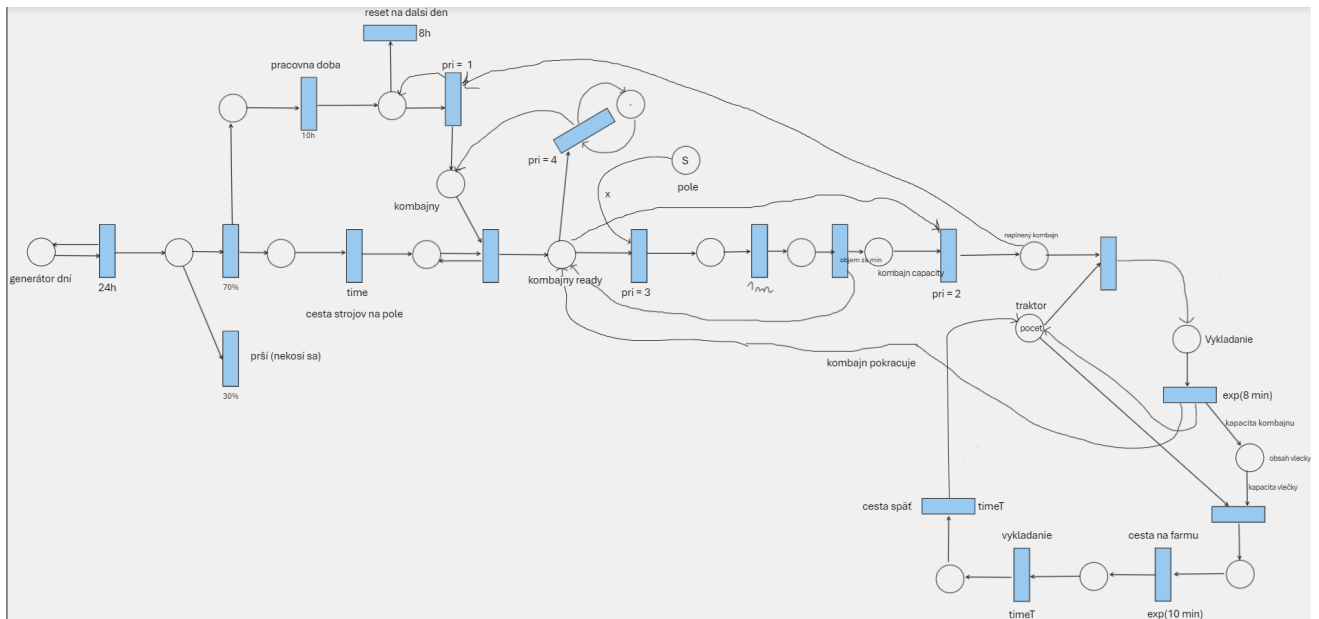 reset na dalsi den
8h
pracovna doba
10h
pri = 1
pri = 4
S
pole
x
kombajny
generátor dní
24h
70%
time
cesta strojov na pole
prší (nekosí sa)
30%
kombajny ready
pri = 3
1m
objem za min
kombajn capacity
pri = 2
naplnený kombajn
traktor
pocet
Vykladanie
kombajn pokracuje
exp(8 min)
kapacita kombajnu
obsah vlecky
kapacita vlečky
cesta späť
timeT
vykladanie
timeT
cesta na farmu
exp(10 min)